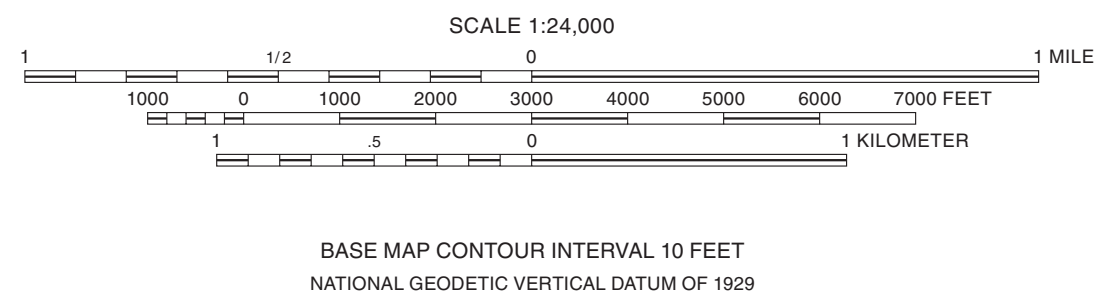 SCALE 1:24,000
1 1/2 0 1 MILE
1000 0 1000 2000 3000 4000 5000 6000 7000 FEET
1 .5 0 1 KILOMETER
BASE MAP CONTOUR INTERVAL 10 FEET
NATIONAL GEODETIC VERTICAL DATUM OF 1929